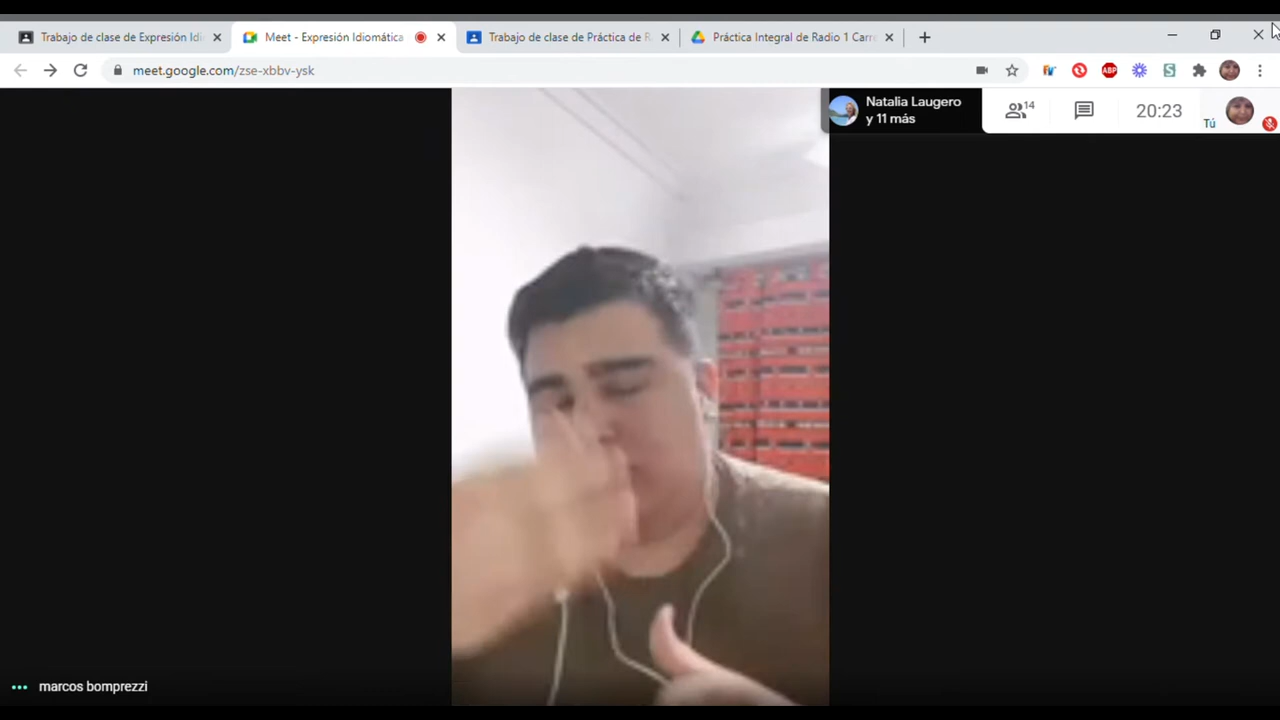 Trabajo de clase de Expresión Idi
Meet - Expresión Idiomática
Trabajo de clase de Práctica de R
Práctica Integral de Radio 1 Carr
meet.google.com/zse-xbbv-ysk
ABP
S
Natalia Laugero
y 11 más
14
20:23
Tú
marcos bomprezzi